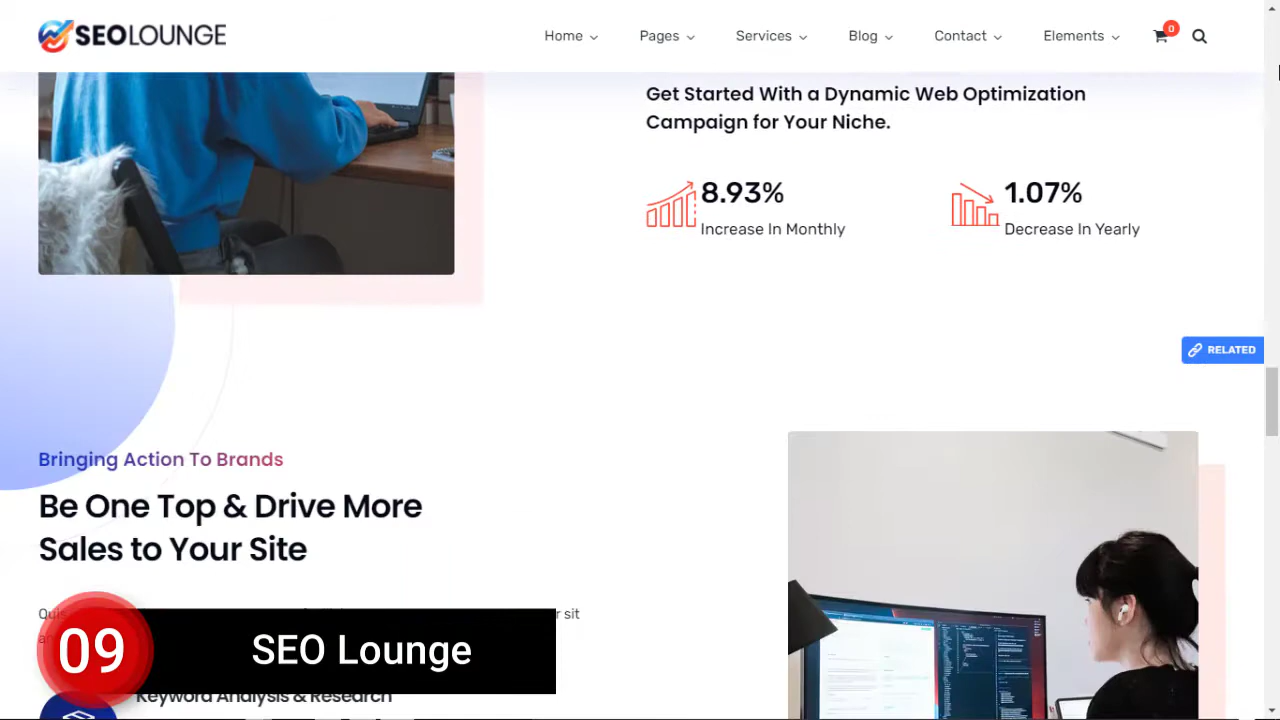 SEOLOUNGE
Home Pages Services Blog Contact Elements 0
Get Started With a Dynamic Web Optimization
Campaign for Your Niche.
8.93%
Increase In Monthly
1.07%
Decrease In Yearly
RELATED
Bringing Action To Brands
Be One Top & Drive More
Sales to Your Site
sit
09 SEO Lounge
Keyword Analysis & Research